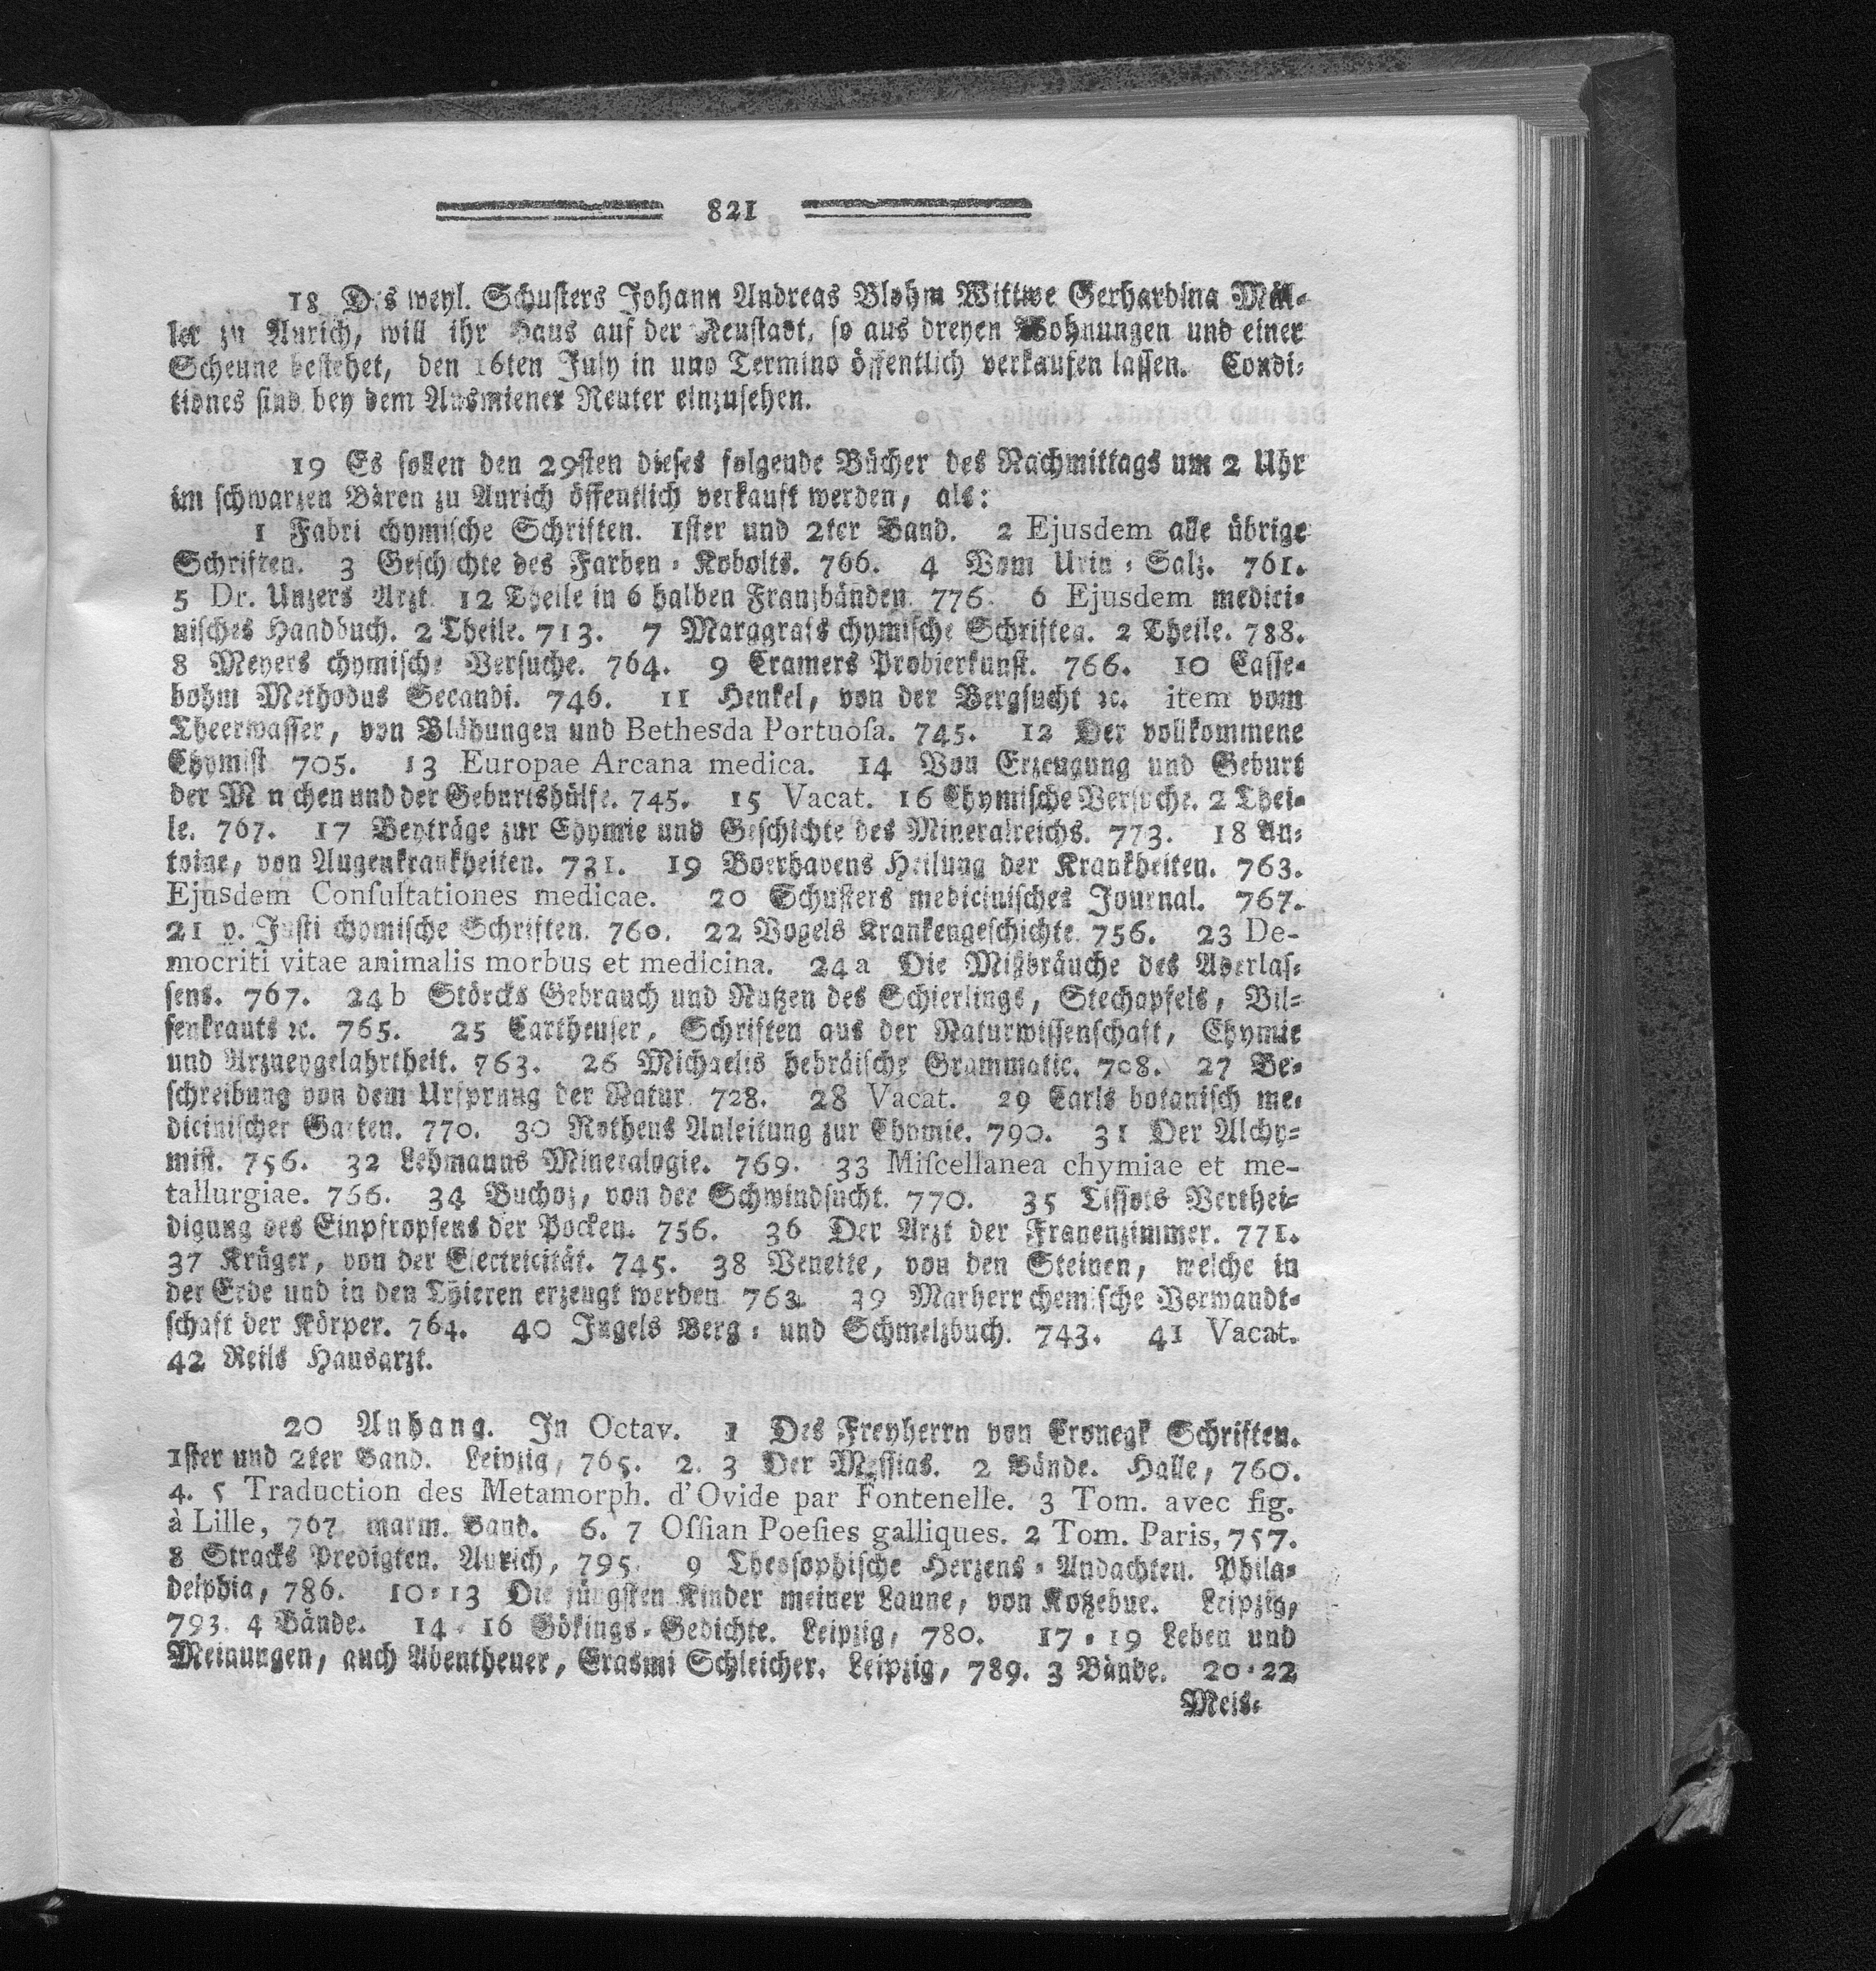 821
18 Des weyl. Schusters Johann Andreas Blohm Wittwe Gerhardina Mül-
ler zu Aurich, will ihr Haus auf der Neustadt, so aus dreyen Wohnungen und einer
Scheune bestehet, den 16ten July in uno Termino öffentlich verkaufen lassen. Condi-
tiones sind bey dem Ausmiener Reuter einzusehen.
19 Es sollen den 29sten dieses folgende Bücher des Nachmittags um 2 Uhr
im schwarzen Bären zu Aurich öffentlich verkauft werden, als:
1 Fabri chymische Schriften. 1ster und 2ter Band. 2 Ejusdem alle übrige
Schriften. 3 Geschichte des Farben-Kobolts. 766. 4 Vom Urin-Salz. 761.
5 Dr. Unzers Arzt. 12 Theile in 6 halben Franzbänden. 776. 6 Ejusdem medici-
nisches Handbuch. 2 Theile. 713. 7 Maragrafs chymische Schriften. 2 Theile. 788.
8 Meyers chymische Versuche. 764. 9 Cramers Probierkunst. 766. 10 Casse-
bohm Methodus Secandi. 746. 11 Henkel, von der Bergsucht ꝛc. item vom
Theerwasser, von Blähungen und Bethesda Portuosa. 745. 12 Der vollkommene
Chymist 705. 13 Europae Arcana medica. 14 Von Erzeugung und Geburt
der M n chen und der Geburtshülfe. 745. 15 Vacat. 16 Chymische Versuche. 2 Thei-
le. 767. 17 Beyträge zur Chymie und Geschichte des Mineralreichs. 773. 18 An-
toine, von Augenkrankheiten. 731. 19 Boerhavens Heilung der Krankheiten. 763.
Ejusdem Consultationes medicae. 20 Schusters medicinisches Journal. 767.
21 v. Justi chymische Schriften. 760. 22 Vogels Krankengeschichte. 756. 23 De-
mocriti vitae animalis morbus et medicina. 24a Die Mißbräuche des Aderlas-
sens. 767. 24b Störcks Gebrauch und Nutzen des Schierlings, Stechapfels, Bil-
senkrauts ꝛc. 765. 25 Cartheuser, Schriften aus der Naturwissenschaft, Chymie
und Arzneygelahrtheit. 763. 26 Michaelis hebräische Grammatic. 708. 27 Be-
schreibung von dem Ursprung der Natur. 728. 28 Vacat. 29 Carls botanisch me-
dicinischer Garten. 770. 30 Rotheus Anleitung zur Chymie. 790. 31 Der Alchy-
mist. 756. 32 Lehmanns Mineralogie. 769. 33 Miscellanea chymiae et me-
tallurgiae. 766. 34 Buchoz, von der Schwindsucht. 770. 35 Tissots Verthei-
digung des Einpfropfens der Pocken. 756. 36 Der Arzt der Frauenzimmer. 771.
37 Krüger, von der Electricität. 745. 38 Venette, von den Steinen, welche in
der Erde und in den Thieren erzeugt werden 763. 39 Marherr chemische Verwandt-
schaft der Körper. 764. 40 Jugels Berg- und Schmelzbuch. 743. 41 Vacat.
42 Reils Hausarzt.
20 Anhang. In Octav. 1 Des Freyherrn von Cronegk Schriften.
1ster und 2ter Band. Leipzig, 765. 2. 3 Der Messias. 2 Bände. Halle, 760.
4. 5 Traduction des Metamorph. d'Ovide par Fontenelle. 3 Tom. avec fig.
à Lille, 767 marm. Band. 6. 7 Ossian Poesies galliques. 2 Tom. Paris, 757.
8 Stracks Predigten. Aurich, 795. 9 Theosophische Herzens-Andachten. Phila-
delphia, 786. 10-13 Die jüngsten Kinder meiner Laune, von Kotzebue. Leipzig,
793. 4 Bände. 14-16 Gökings-Gedichte. Leipzig, 780. 17-19 Leben und
Meinungen, auch Abentheuer, Erasmi Schleicher. Leipzig, 789. 3 Bände. 20-22
Meis-